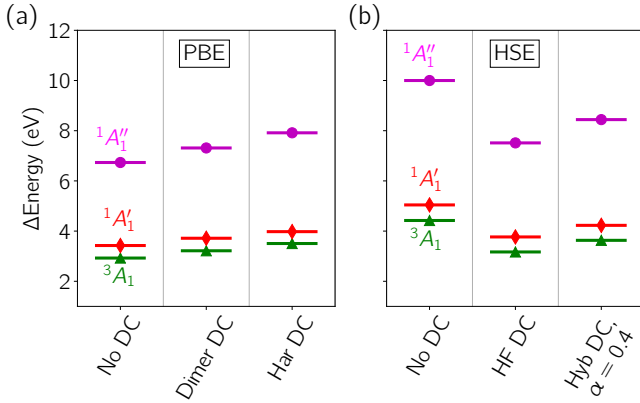 (a)
PBE
ΔEnergy (eV)
12
10
8
6
4
2
¹A₁″
¹A₁′
³A₁
No DC
Dimer DC
Har DC
(b)
HSE
¹A₁″
¹A₁′
³A₁
No DC
HF DC
Hyb DC,
α = 0.4